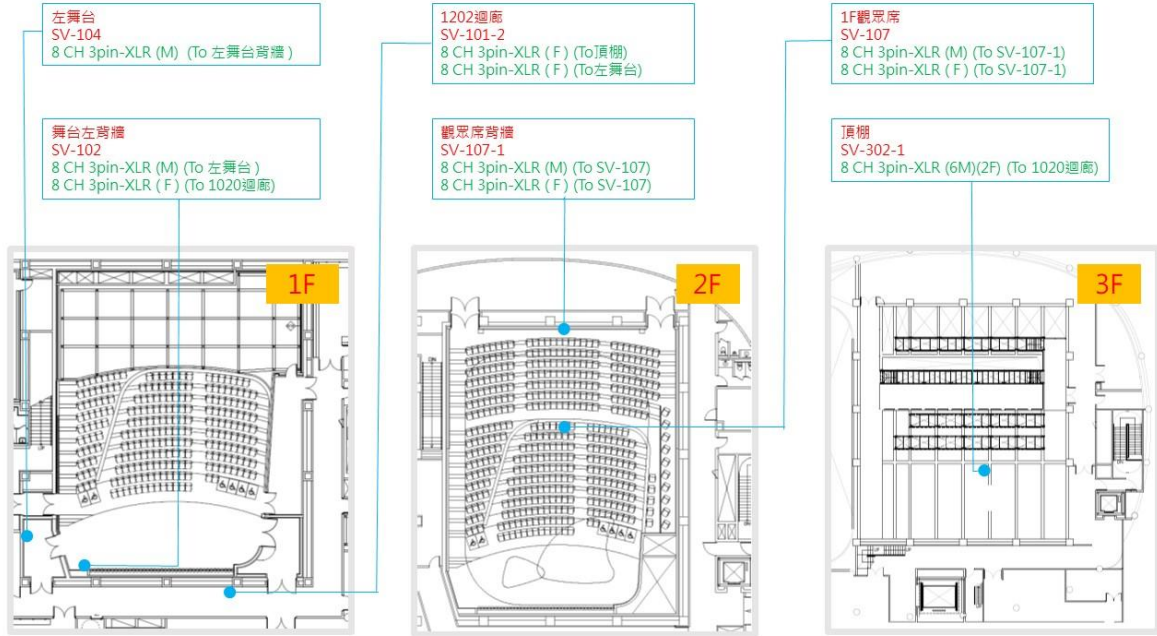 左舞台
SV-104
8 CH 3pin-XLR (M) (To 左舞台背牆 )
1202迴廊
SV-101-2
8 CH 3pin-XLR ( F ) (To頂棚)
8 CH 3pin-XLR ( F ) (To左舞台)
1F觀眾席
SV-107
8 CH 3pin-XLR (M) (To SV-107-1)
8 CH 3pin-XLR ( F ) (To SV-107-1)
舞台左背牆
SV-102
8 CH 3pin-XLR (M) (To 左舞台 )
8 CH 3pin-XLR ( F ) (To 1020迴廊)
觀眾席背牆
SV-107-1
8 CH 3pin-XLR (M) (To SV-107)
8 CH 3pin-XLR ( F ) (To SV-107)
頂棚
SV-302-1
8 CH 3pin-XLR (6M)(2F) (To 1020迴廊)
1F
2F
3F